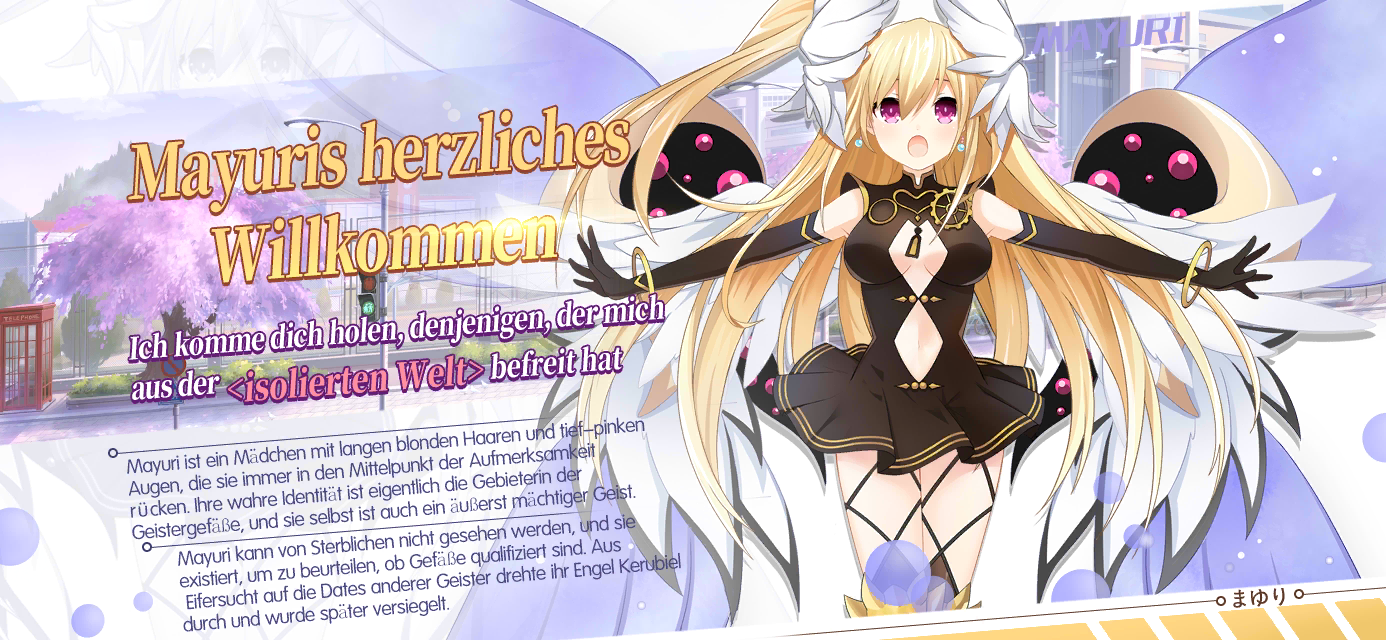 MAYURI
Mayuris herzliches
Willkommen
Ich komme dich holen, denjenigen, der mich
aus der <isolierten Welt> befreit hat
TELEPHONE
Mayuri ist ein Mädchen mit langen blonden Haaren und tief-pinken
Augen, die sie immer in den Mittelpunkt der Aufmerksamkeit
rücken. Ihre wahre Identität ist eigentlich die Gebieterin der
Geistergefäße, und sie selbst ist auch ein äußerst mächtiger Geist.
Mayuri kann von Sterblichen nicht gesehen werden, und sie
existiert, um zu beurteilen, ob Gefäße qualifiziert sind. Aus
Eifersucht auf die Dates anderer Geister drehte ihr Engel Kerubiel
durch und wurde später versiegelt.
まゆり